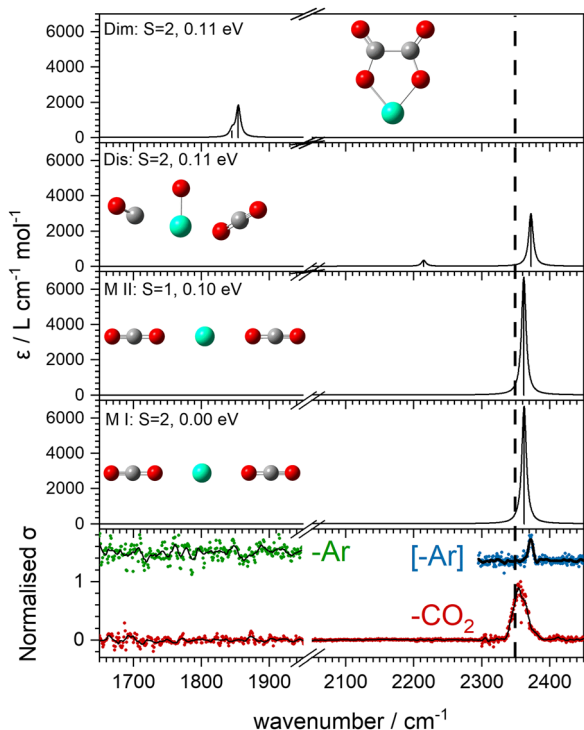 Dim: S=2, 0.11 eV
6000
4000
2000
0
Dis: S=2, 0.11 eV
6000
4000
2000
0
M II: S=1, 0.10 eV
6000
4000
2000
0
M I: S=2, 0.00 eV
6000
4000
2000
0
ε / L cm⁻¹ mol⁻¹
-Ar
[-Ar]
-CO₂
1
0
Normalised σ
1700 1800 1900 2100 2200 2300 2400
wavenumber / cm⁻¹